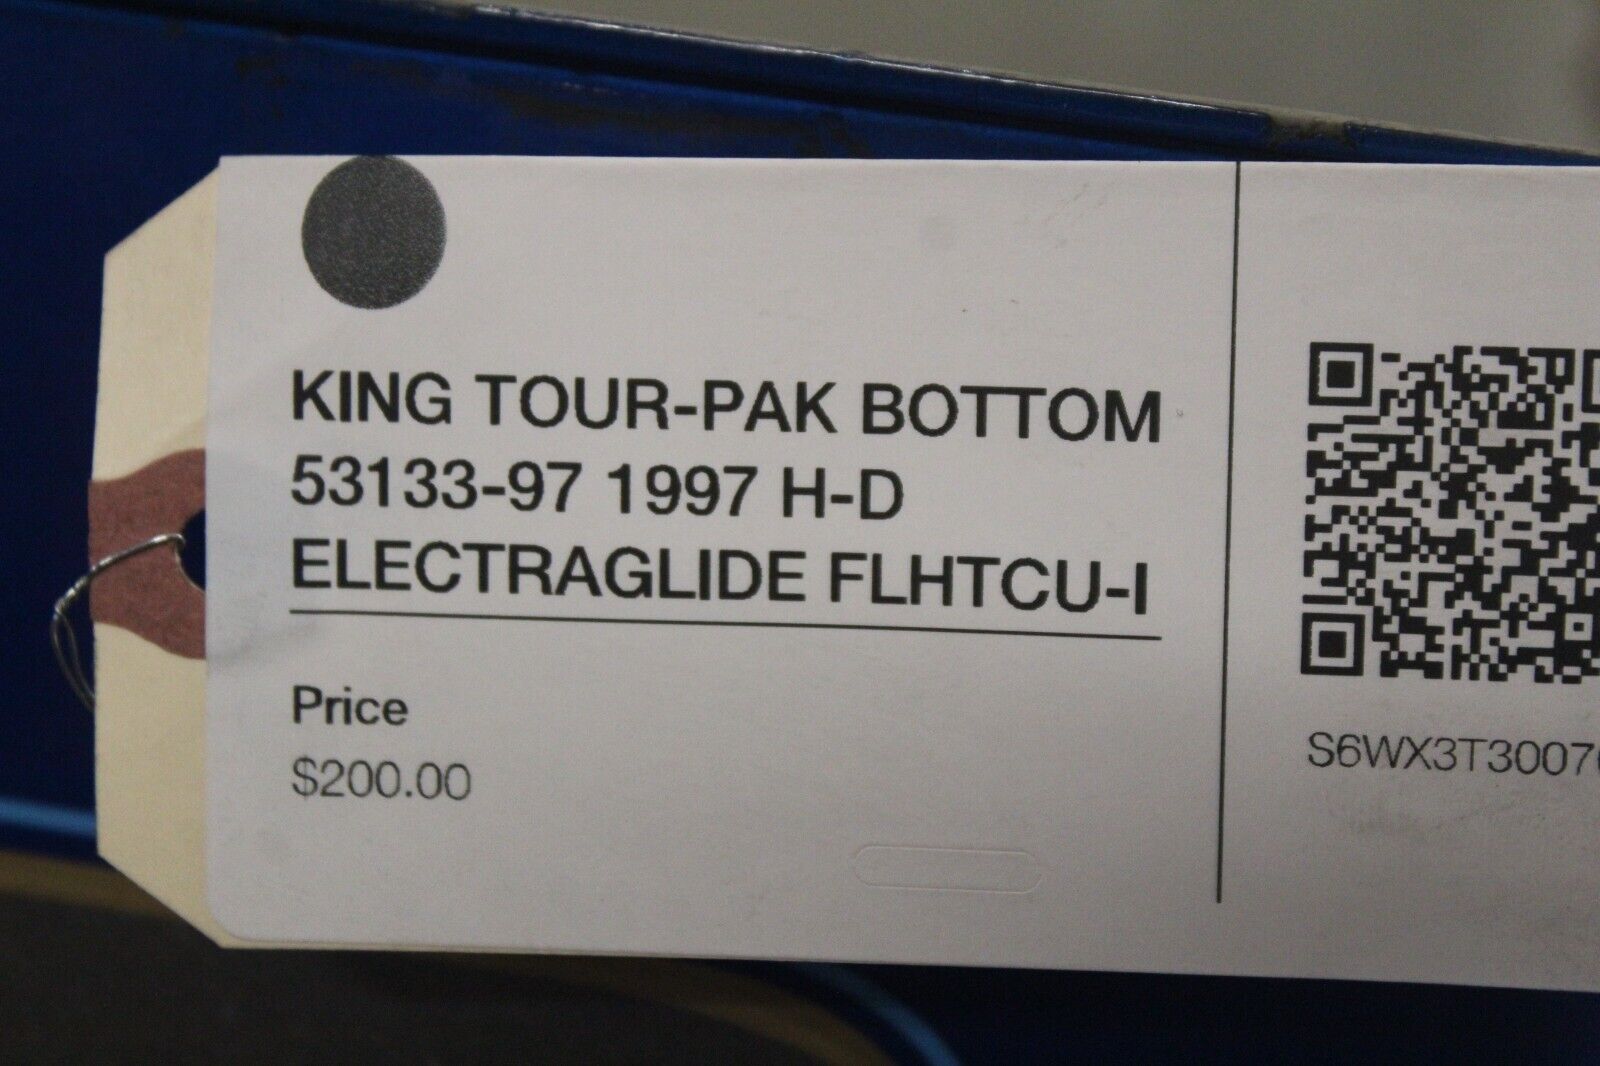 KING TOUR-PAK BOTTOM
53133-97 1997 H-D
ELECTRAGLIDE FLHTCU-I
Price
$200.00
S6WX3T3007